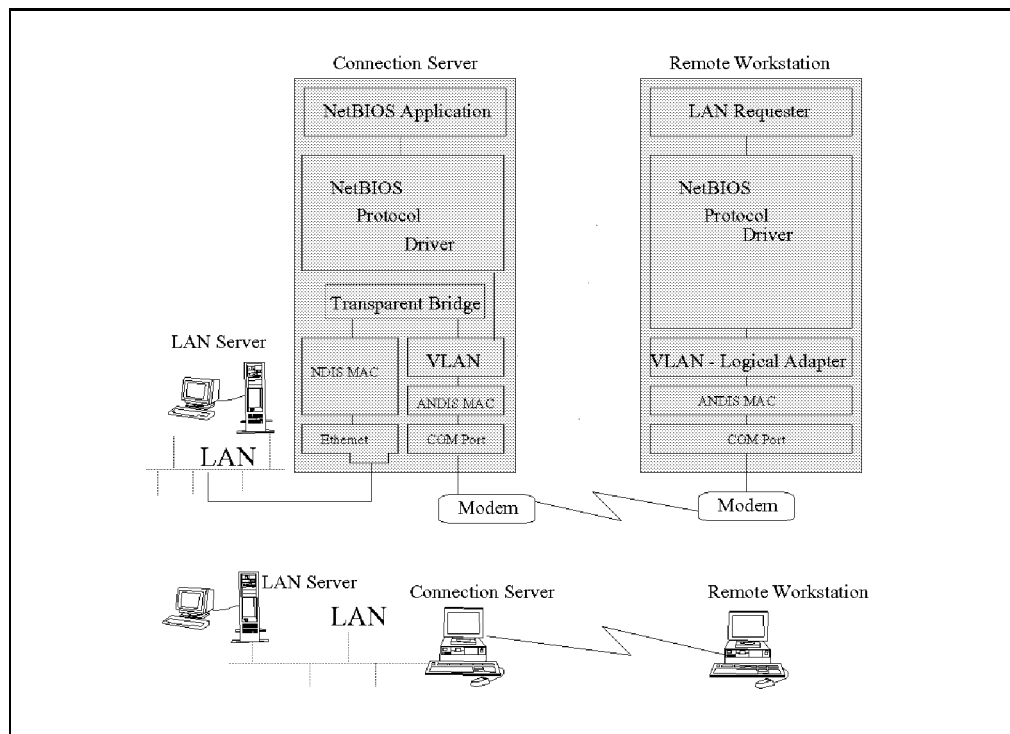 Connection Server
Remote Workstation
NetBIOS Application
LAN Requester
NetBIOS
Protocol
Driver
NetBIOS
Protocol
Driver
Transparent Bridge
LAN Server
NDIS MAC
VLAN
VLAN - Logical Adapter
ANDIS MAC
ANDIS MAC
Ethernet
COM Port
COM Port
LAN
Modem
Modem
LAN Server
Connection Server
Remote Workstation
LAN